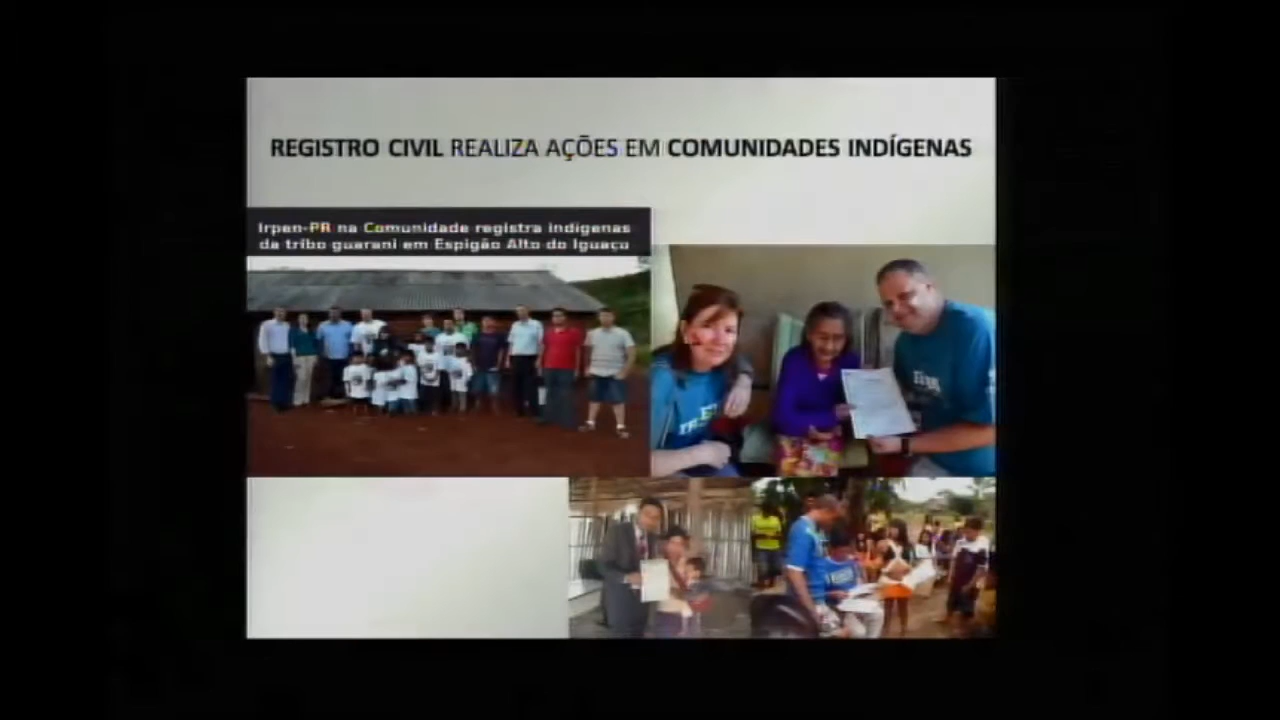 REGISTRO CIVIL REALIZA AÇÕES EM COMUNIDADES INDÍGENAS
Irpen-PR na Comunidade registra indígenas
da tribo guarani em Espigão Alto do Iguaçu